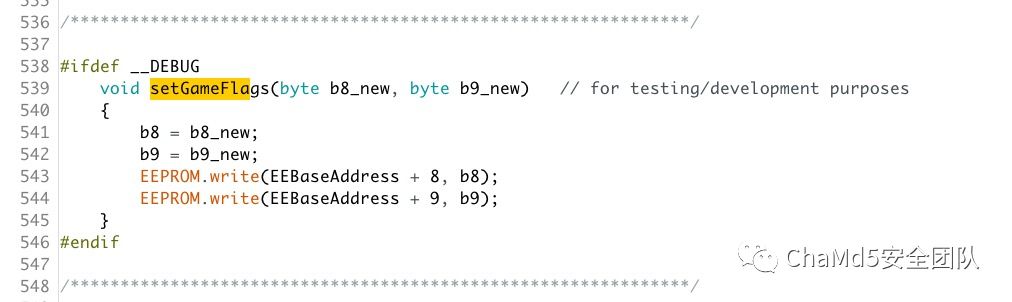 536 /***************************************************************/
537
538 #ifdef __DEBUG
539     void setGameFlags(byte b8_new, byte b9_new)   // for testing/development purposes
540     {
541         b8 = b8_new;
542         b9 = b9_new;
543         EEPROM.write(EEBaseAddress + 8, b8);
544         EEPROM.write(EEBaseAddress + 9, b9);
545     }
546 #endif
547
548 /***************************************************************/
ChaMd5安全团队